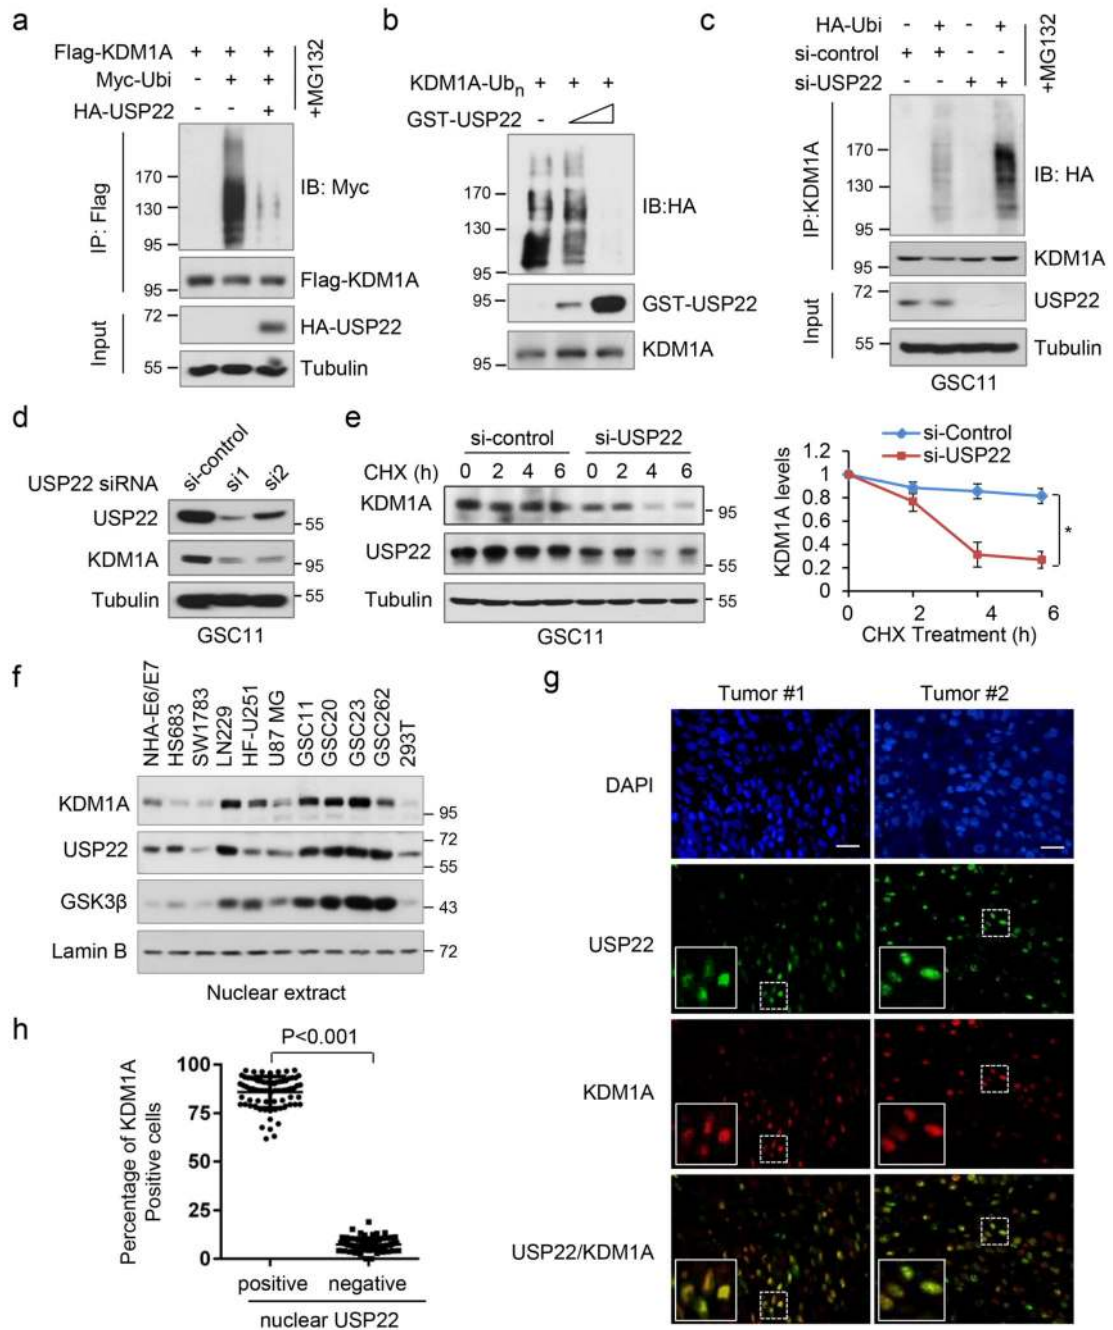 a
Flag-KDM1A + + +
Myc-Ubi - + +
HA-USP22 - - +
+MG132
IP: Flag
170
130
95
IB: Myc
95
Flag-KDM1A
Input
72
HA-USP22
55
Tubulin
b
KDM1A-Ubn + + +
GST-USP22 -
170
130
95
IB:HA
95
GST-USP22
95
KDM1A
c
HA-Ubi - + - +
si-control + + - -
si-USP22 - - + +
+MG132
IP:KDM1A
170
130
95
IB: HA
KDM1A
Input
72
USP22
55
Tubulin
GSC11
d
USP22 siRNA
si-control
si1
si2
USP22
55
KDM1A
95
Tubulin
55
GSC11
e
si-control si-USP22
CHX (h) 0 2 4 6 0 2 4 6
KDM1A
95
USP22
55
Tubulin
55
GSC11
si-Control
si-USP22
KDM1A levels
1.2
1
0.8
0.6
0.4
0.2
0
*
0 2 4 6
CHX Treatment (h)
f
NHA-E6/E7
HS683
SW1783
LN229
HF-U251
U87 MG
GSC11
GSC20
GSC23
GSC262
293T
KDM1A
95
USP22
72
55
GSK3β
43
Lamin B
72
Nuclear extract
g
Tumor #1 Tumor #2
DAPI
USP22
KDM1A
USP22/KDM1A
h
P<0.001
Percentage of KDM1A
Positive cells
100
75
50
25
0
positive negative
nuclear USP22